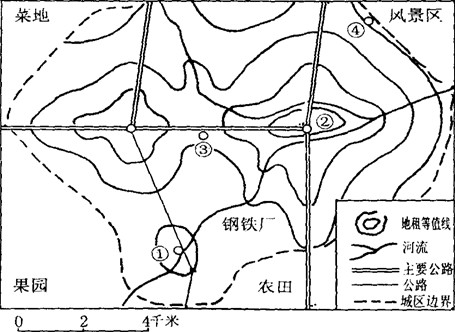 菜地
风景区
④
②
③
钢铁厂
①
果园
农田
地租等值线
河流
主要公路
公路
城区边界
0 2 4千米